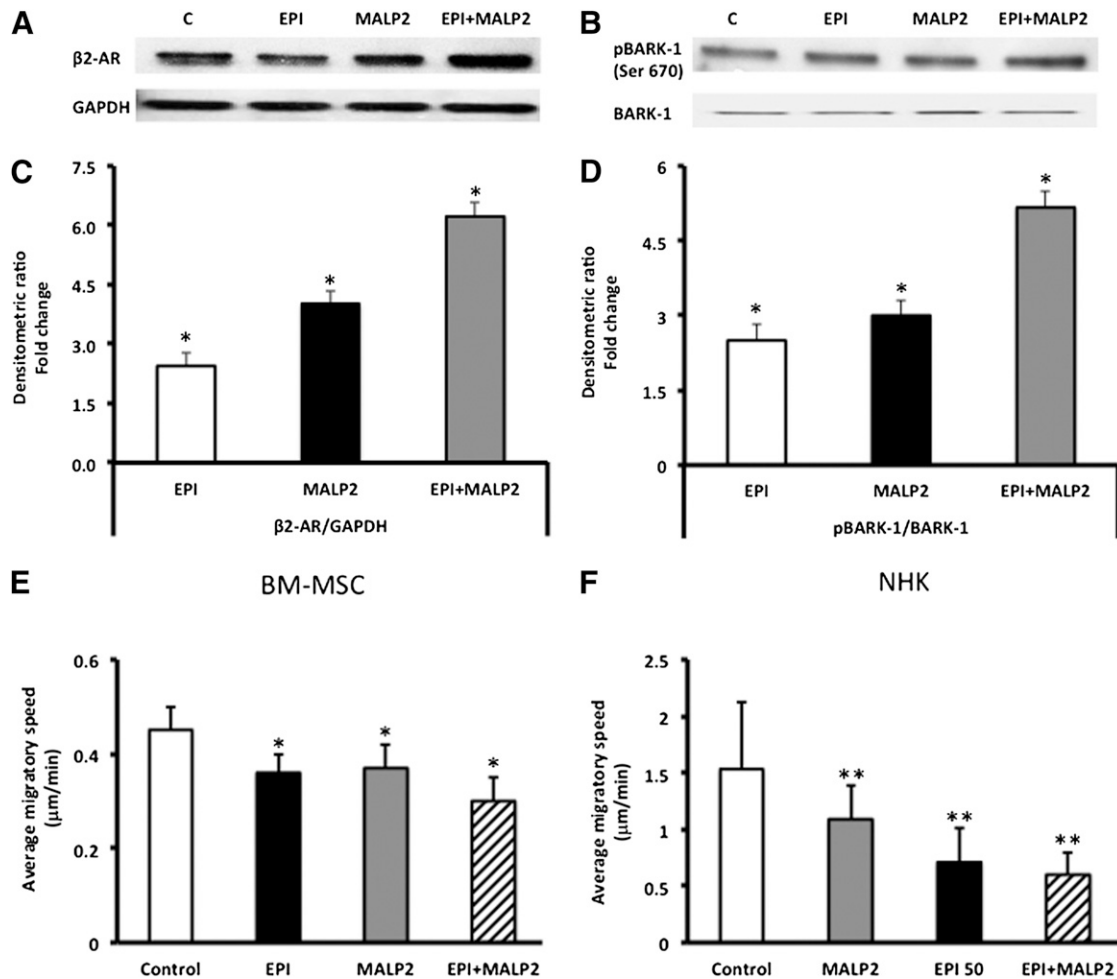 A
C EPI MALP2 EPI+MALP2
β2-AR
GAPDH
B
C EPI MALP2 EPI+MALP2
pBARK-1
(Ser 670)
BARK-1
C
Densitometric ratio
Fold change
7.5
6.0
4.5
3.0
1.5
0.0
*
*
*
EPI MALP2 EPI+MALP2
β2-AR/GAPDH
D
Densitometric ratio
Fold change
6
4.5
3
1.5
0
*
*
*
EPI MALP2 EPI+MALP2
pBARK-1/BARK-1
E
BM-MSC
Average migratory speed
(μm/min)
0.6
0.4
0.2
0
*
*
*
Control EPI MALP2 EPI+MALP2
F
NHK
Average migratory speed
(μm/min)
2.5
2
1.5
1
0.5
0
**
**
**
Control MALP2 EPI 50 EPI+MALP2